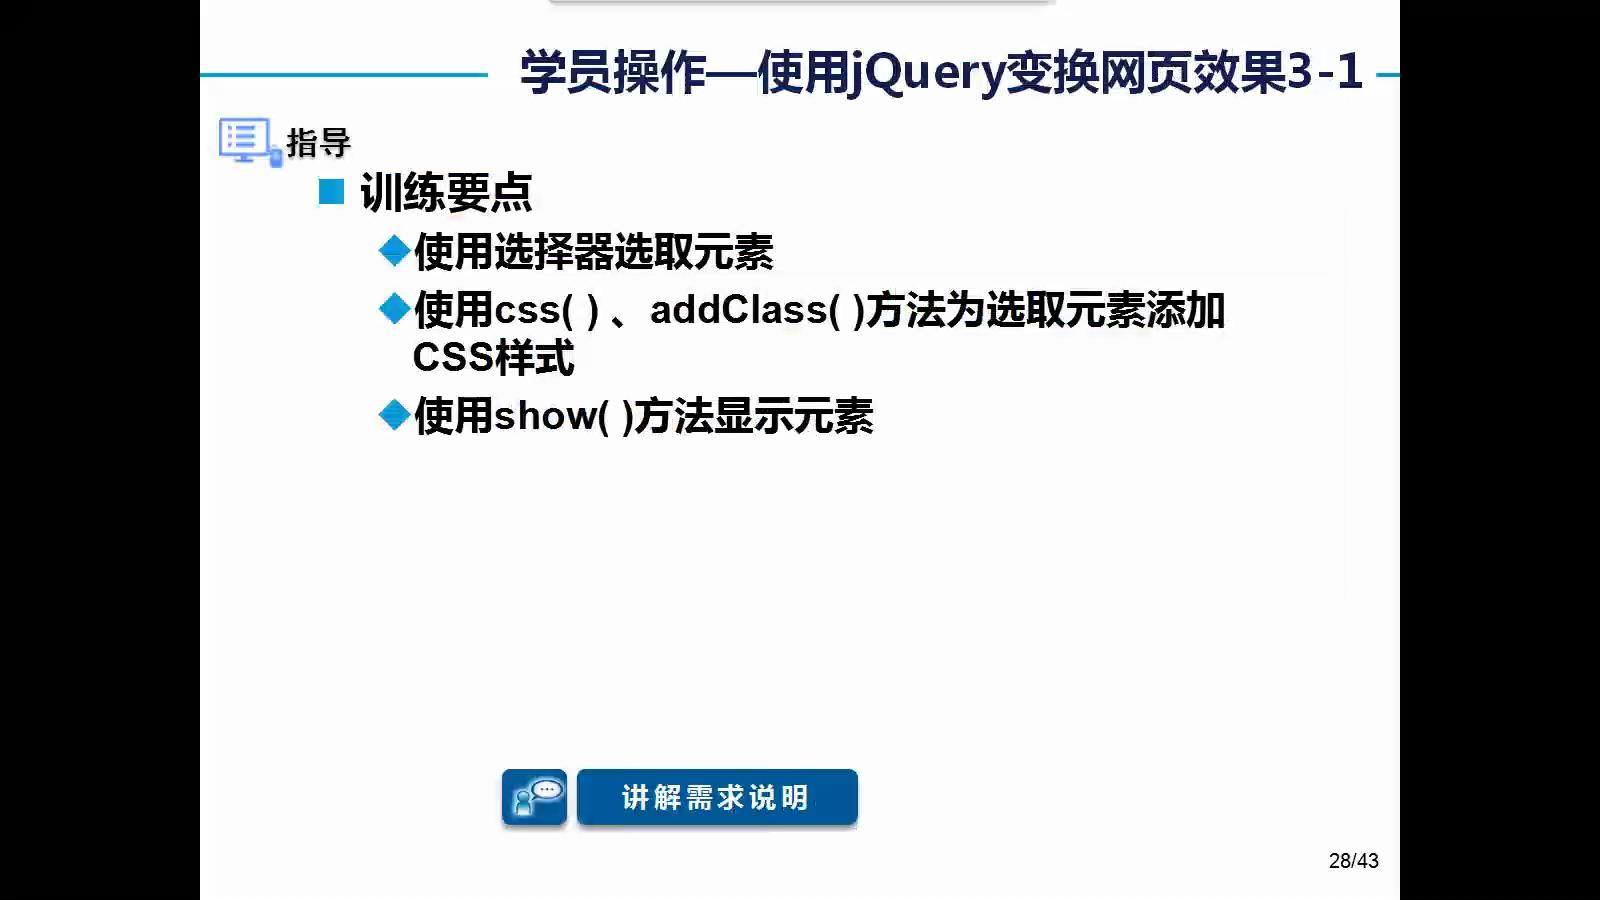 学员操作—使用jQuery变换网页效果3-1
指导
训练要点
使用选择器选取元素
使用css( ) 、addClass( )方法为选取元素添加
CSS样式
使用show( )方法显示元素
讲解需求说明
28/43